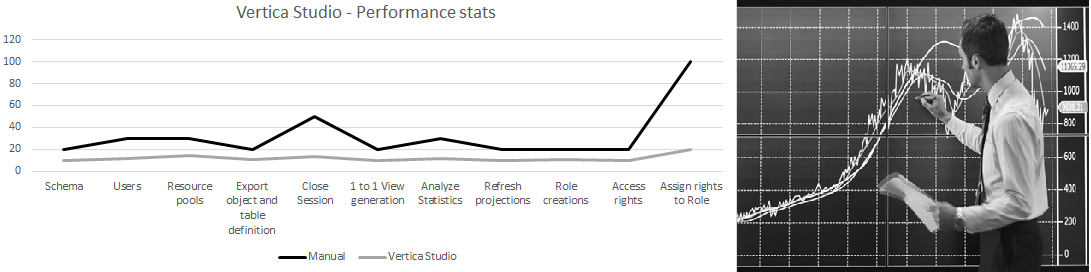 Vertica Studio - Performance stats
120
100
80
60
40
20
0
Schema
Users
Resource
pools
Export
object and
table
definition
Close
Session
1 to 1 View
generation
Analyze
Statistics
Refresh
projections
Role
creations
Access
rights
Assign rights
to Role
Manual
Vertica Studio
1400
1200
1000
800
600
400
200
0